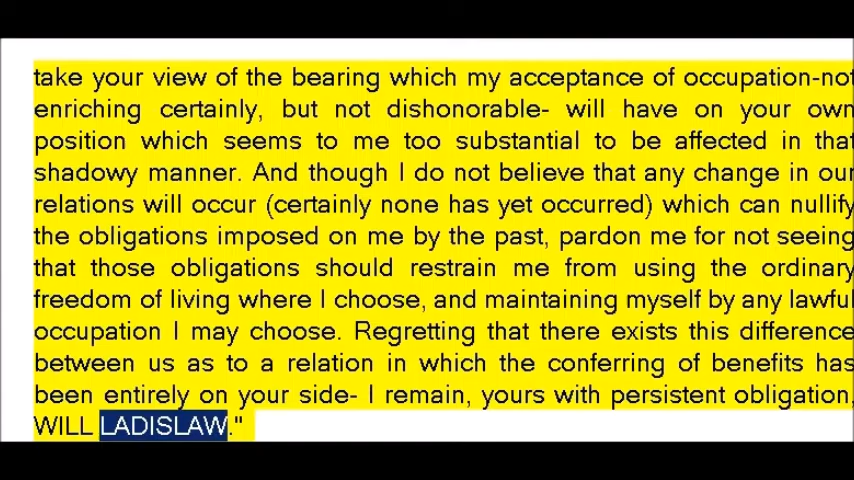 take your view of the bearing which my acceptance of occupation-not
enriching certainly, but not dishonorable- will have on your own
position which seems to me too substantial to be affected in that
shadowy manner. And though I do not believe that any change in our
relations will occur (certainly none has yet occurred) which can nullify
the obligations imposed on me by the past, pardon me for not seeing
that those obligations should restrain me from using the ordinary
freedom of living where I choose, and maintaining myself by any lawful
occupation I may choose. Regretting that there exists this difference
between us as to a relation in which the conferring of benefits has
been entirely on your side- I remain, yours with persistent obligation,
WILL LADISLAW."